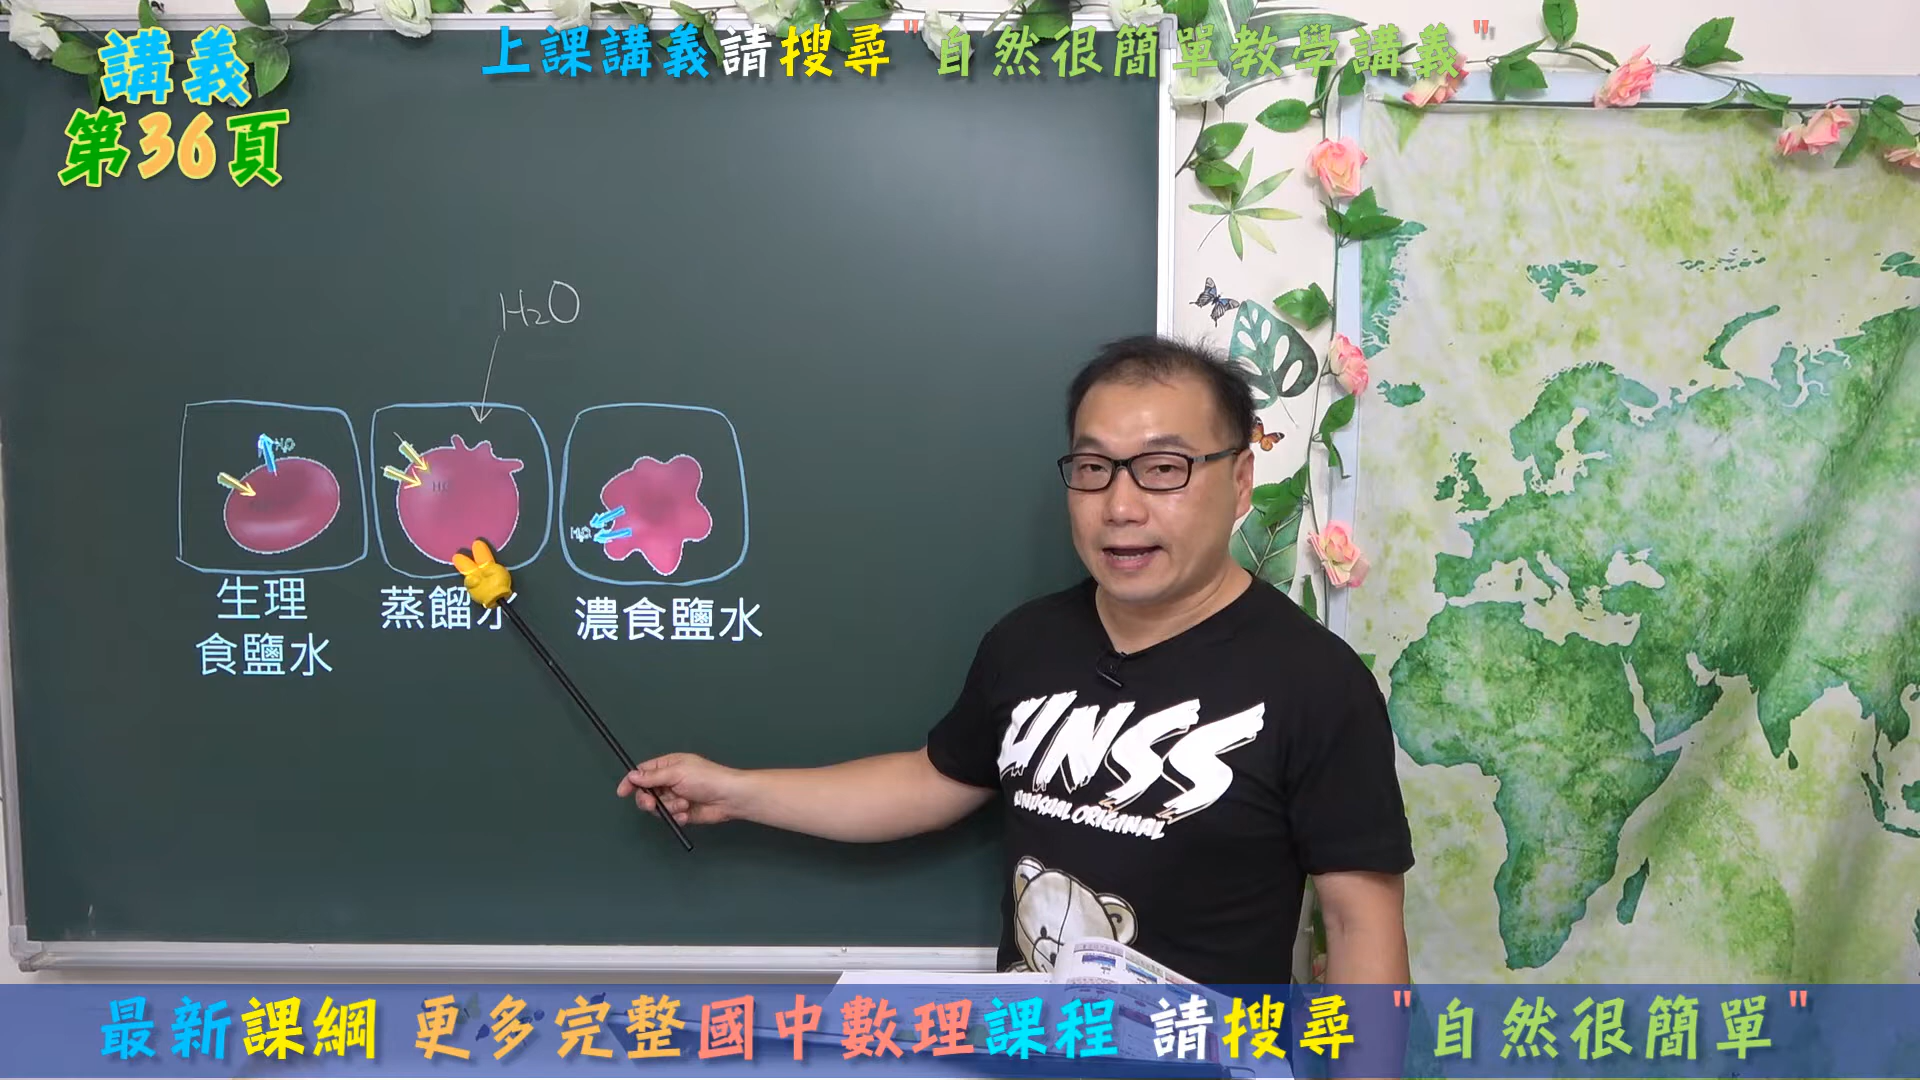 上課講義請搜尋"自然很簡單教學講義"
講義
第36頁
H₂O
H₂O
H₂O
生理
食鹽水
蒸餾水
濃食鹽水
UNSS
UNUSUAL ORIGINAL
最新課綱 更多完整國中數理課程 請搜尋 "自然很簡單"